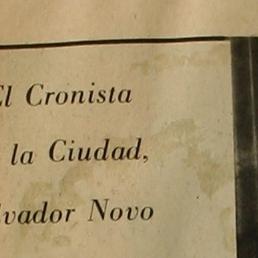 El Cronista
la Ciudad,
lvador Novo